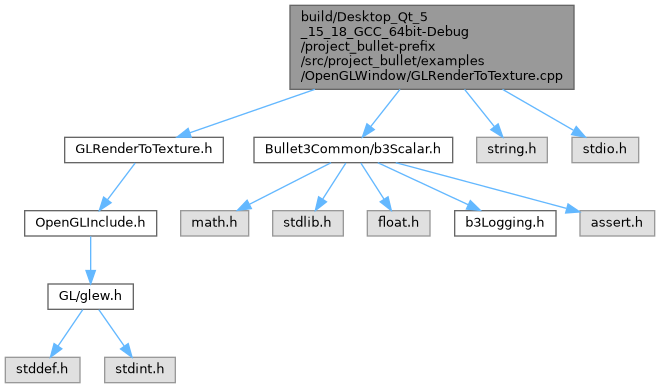 build/Desktop_Qt_5
_15_18_GCC_64bit-Debug
/project_bullet-prefix
/src/project_bullet/examples
/OpenGLWindow/GLRenderToTexture.cpp
GLRenderToTexture.h
Bullet3Common/b3Scalar.h
string.h
stdio.h
OpenGLInclude.h
math.h
stdlib.h
float.h
b3Logging.h
assert.h
GL/glew.h
stddef.h
stdint.h